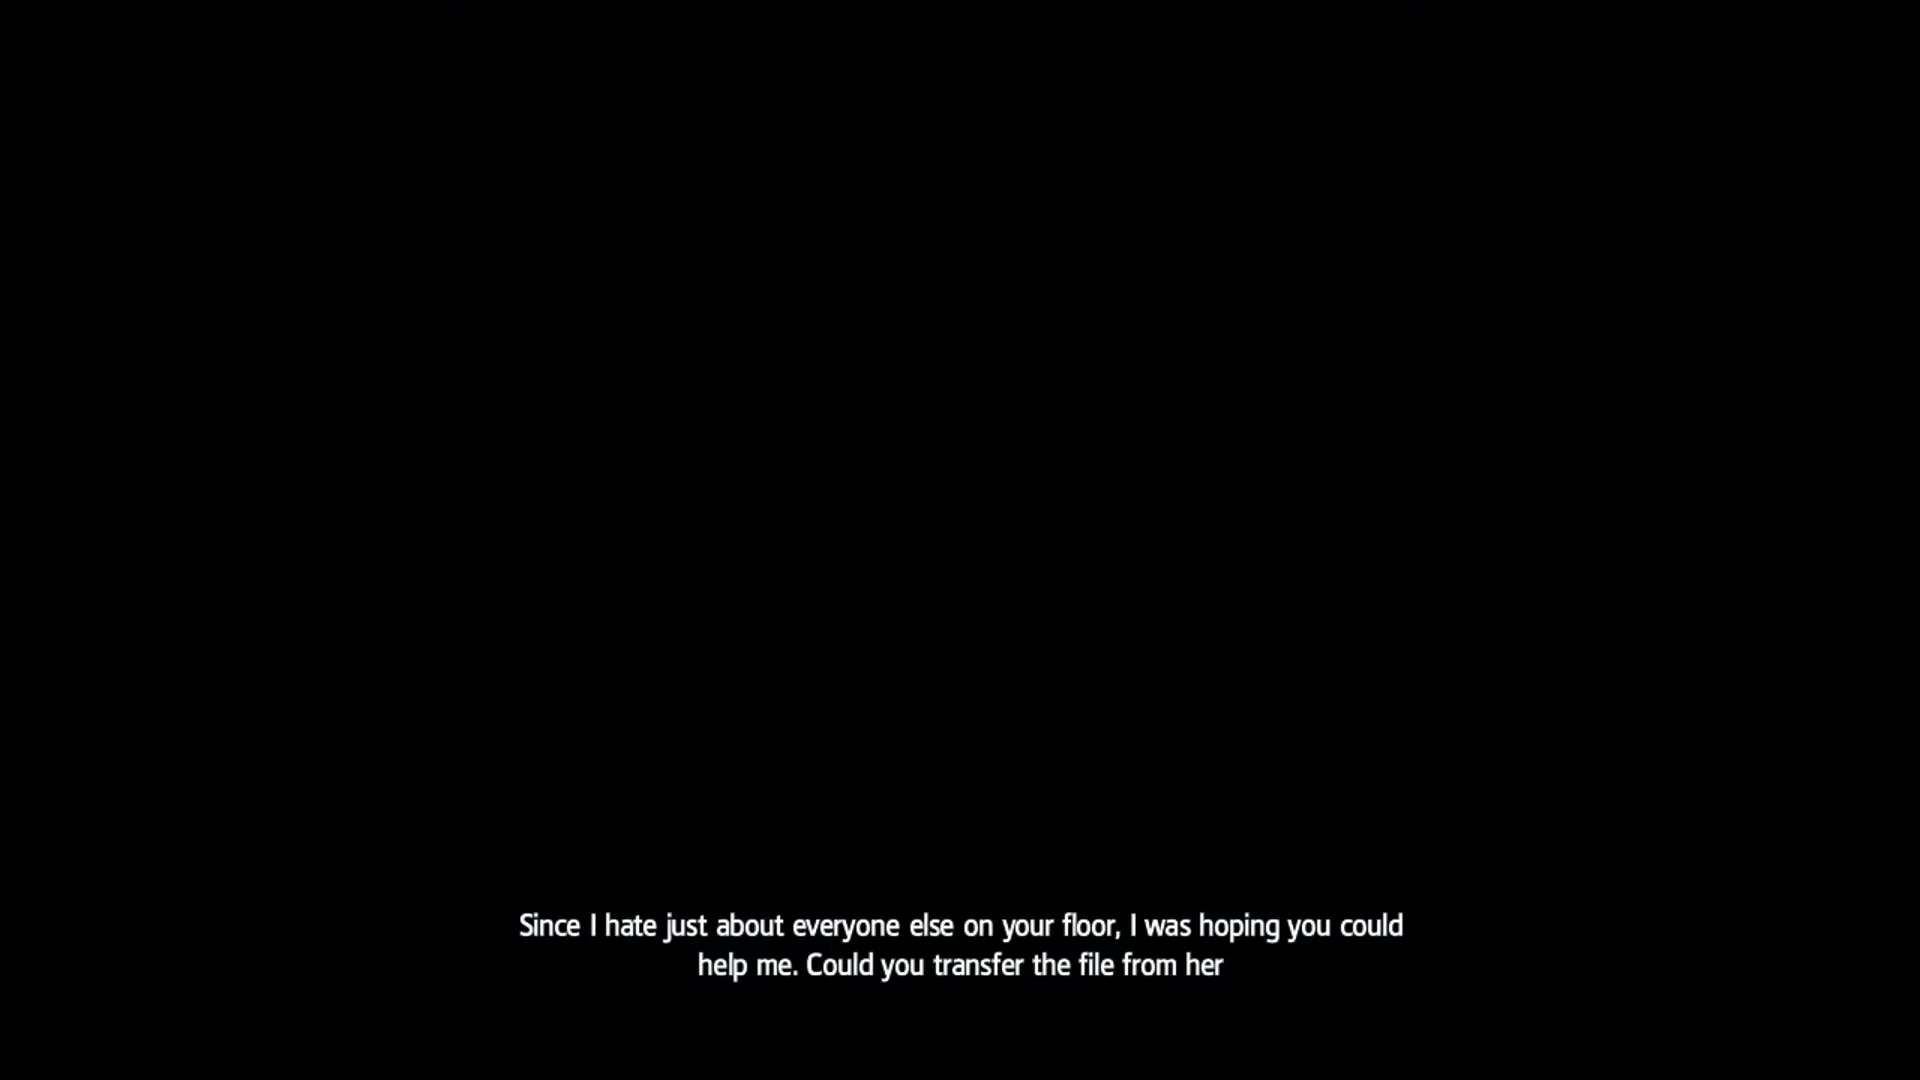 Since I hate just about everyone else on your floor, I was hoping you could
help me. Could you transfer the file from her